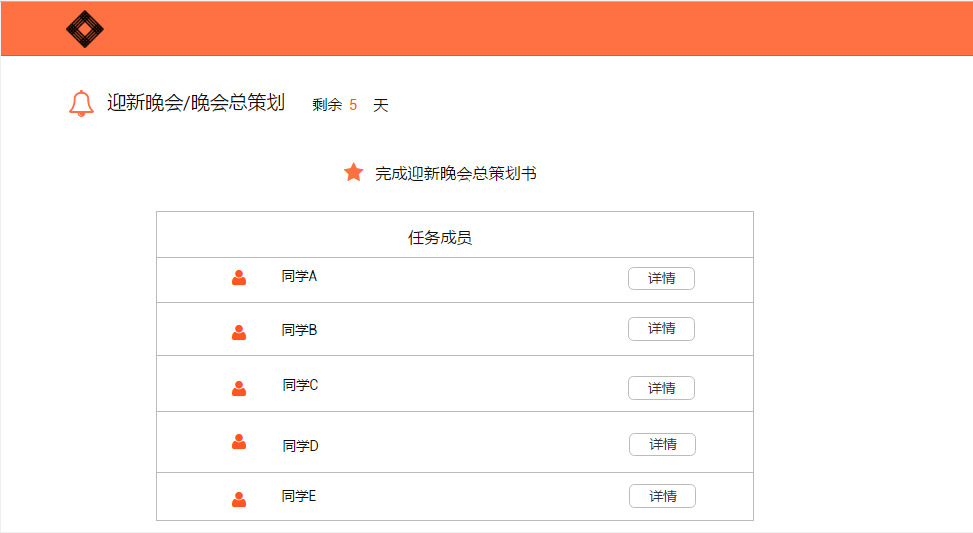 迎新晚会/晚会总策划 剩余 5 天
完成迎新晚会总策划书
任务成员
同学A 详情
同学B 详情
同学C 详情
同学D 详情
同学E 详情